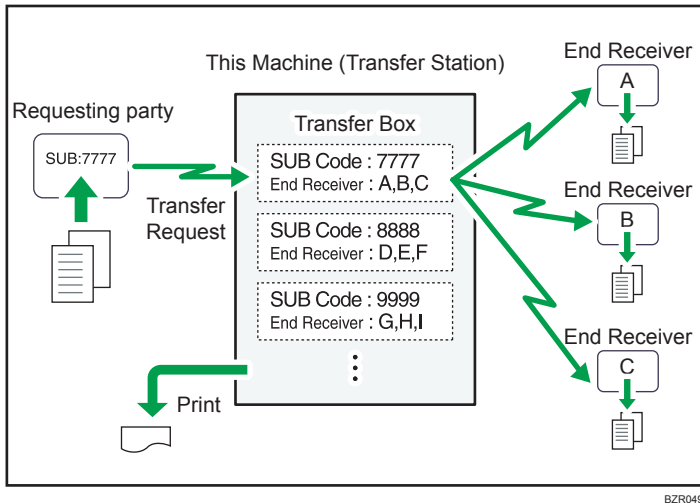 This Machine (Transfer Station)
Requesting party
SUB:7777
Transfer
Request
Transfer Box
SUB Code : 7777
End Receiver : A,B,C
SUB Code : 8888
End Receiver : D,E,F
SUB Code : 9999
End Receiver : G,H,I
Print
End Receiver
A
End Receiver
B
End Receiver
C
BZR049